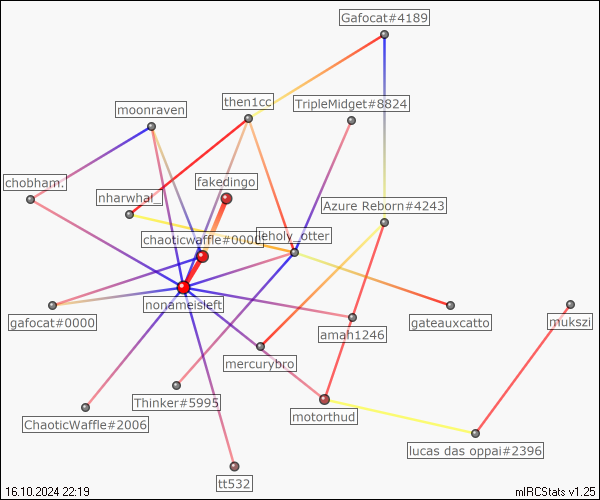 Gafocat#4189
moonraven
then1cc
TripleMidget#8824
chobham.
fakedingo
nharwhal_
Azure Reborn#4243
chaoticwaffle#0000
leholy_otter
nonameisleft
gafocat#0000
amah1246
gateauxcatto
mukszi
mercurybro
Thinker#5995
motorthud
ChaoticWaffle#2006
lucas das oppai#2396
tt532
16.10.2024 22:19
mIRCStats v1.25